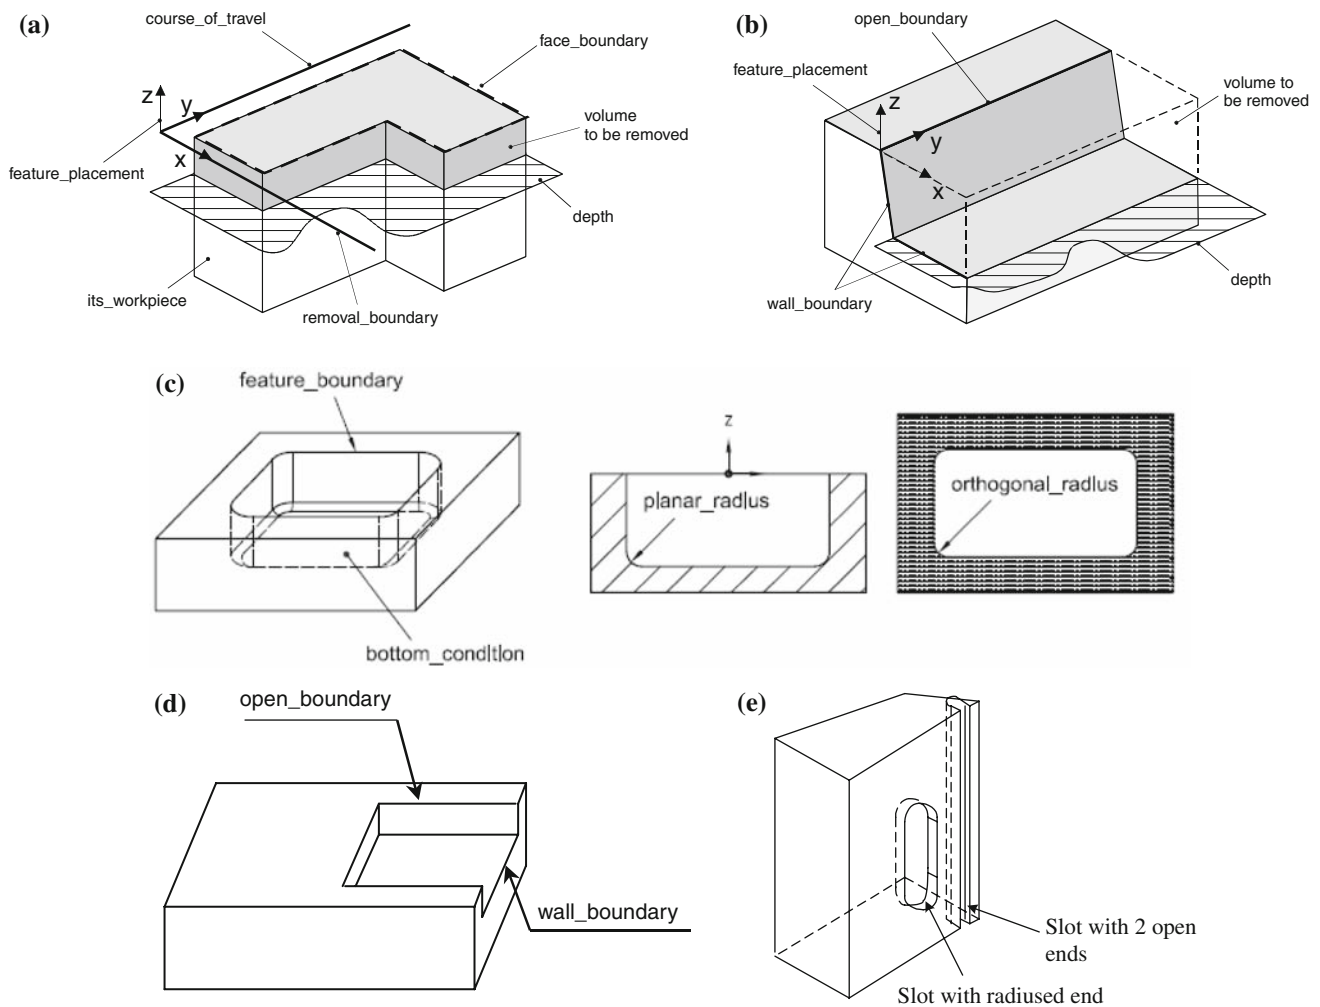 (a)
course_of_travel
face_boundary
z
y
x
volume
to be removed
feature_placement
depth
its_workpiece
removal_boundary
(b)
open_boundary
feature_placement
z
y
x
volume to
be removed
wall_boundary
depth
(c)
feature_boundary
bottom_condition
z
planar_radius
orthogonal_radius
(d)
open_boundary
wall_boundary
(e)
Slot with 2 open
ends
Slot with radiused end